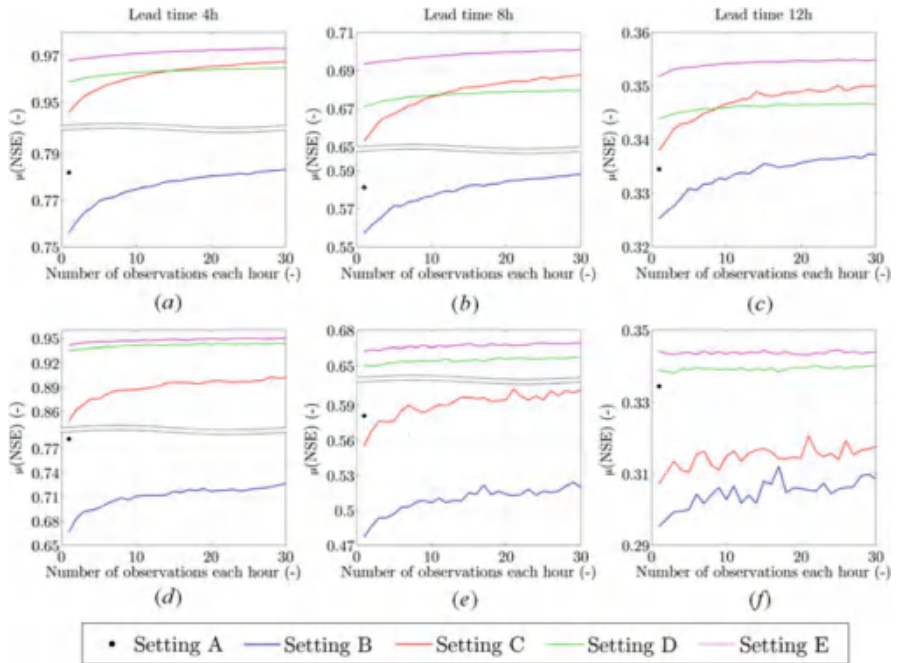 Lead time 4h
Lead time 8h
Lead time 12h
μ(NSE) (-)
0.97
0.95
0.79
0.77
0.75
0
10
20
30
Number of observations each hour (-)
(a)
μ(NSE) (-)
0.71
0.69
0.67
0.65
0.59
0.57
0.55
0
10
20
30
Number of observations each hour (-)
(b)
μ(NSE) (-)
0.36
0.35
0.34
0.33
0.32
0
10
20
30
Number of observations each hour (-)
(c)
μ(NSE) (-)
0.95
0.92
0.89
0.86
0.77
0.71
0.68
0.65
0
10
20
30
Number of observations each hour (-)
(d)
μ(NSE) (-)
0.68
0.65
0.59
0.56
0.53
0.5
0.47
0
10
20
30
Number of observations each hour (-)
(e)
μ(NSE) (-)
0.35
0.33
0.31
0.29
0
10
20
30
Number of observations each hour (-)
(f)
Setting A
Setting B
Setting C
Setting D
Setting E